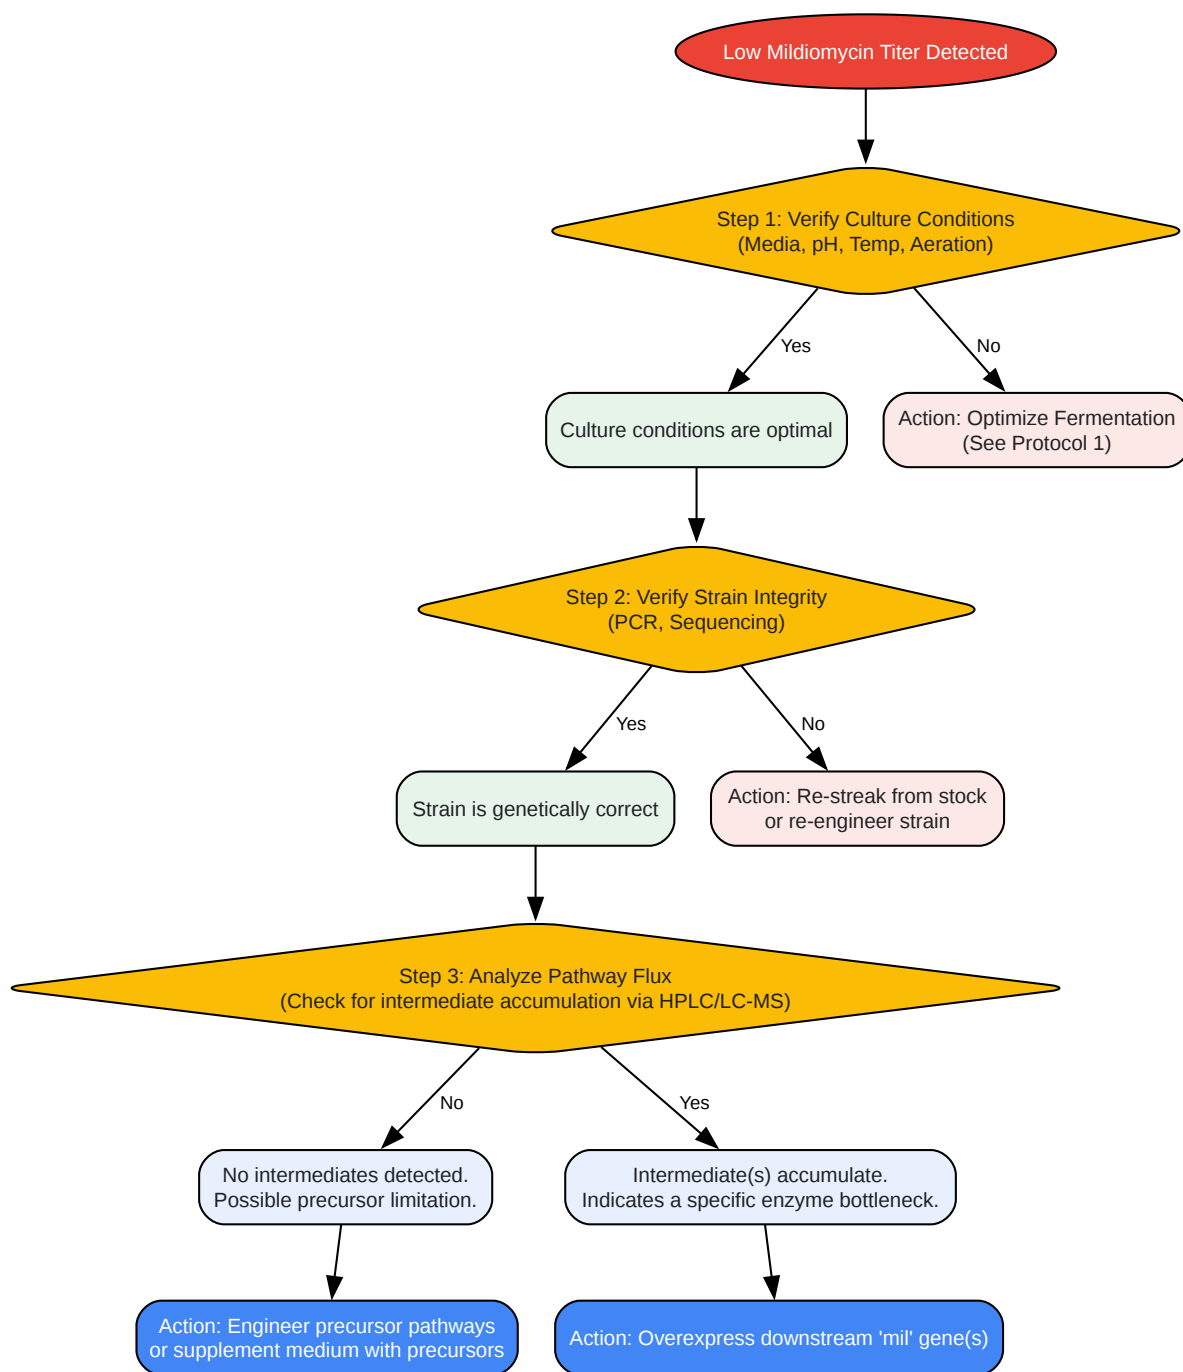 Low Mildiomycin Titer Detected
Step 1: Verify Culture Conditions
(Media, pH, Temp, Aeration)
Yes
No
Culture conditions are optimal
Action: Optimize Fermentation
(See Protocol 1)
Step 2: Verify Strain Integrity
(PCR, Sequencing)
Yes
No
Strain is genetically correct
Action: Re-streak from stock
or re-engineer strain
Step 3: Analyze Pathway Flux
(Check for intermediate accumulation via HPLC/LC-MS)
No
Yes
No intermediates detected.
Possible precursor limitation.
Intermediate(s) accumulate.
Indicates a specific enzyme bottleneck.
Action: Engineer precursor pathways
or supplement medium with precursors
Action: Overexpress downstream 'mil' gene(s)